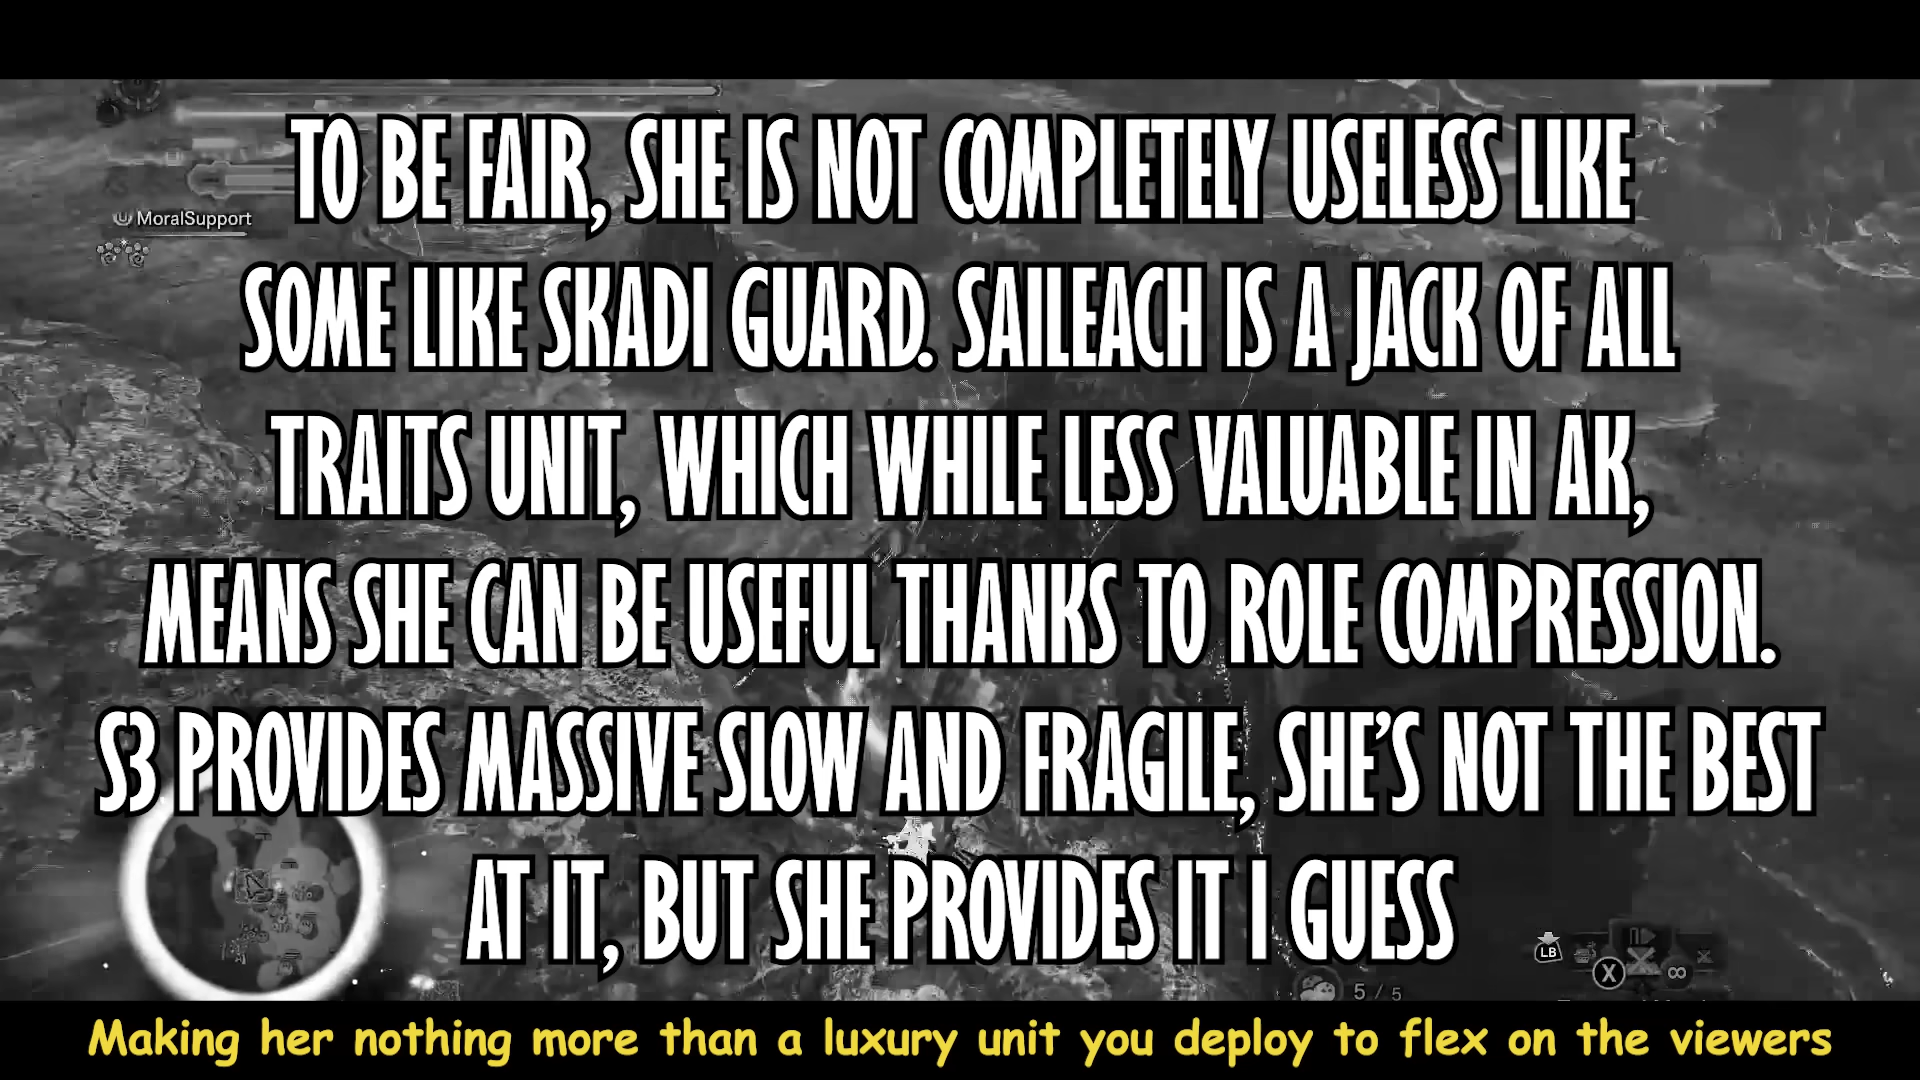 TO BE FAIR, SHE IS NOT COMPLETELY USELESS LIKE
MoralSupport
SOME LIKE SKADI GUARD. SAILEACH IS A JACK OF ALL
TRAITS UNIT, WHICH WHILE LESS VALUABLE IN AK,
MEANS SHE CAN BE USEFUL THANKS TO ROLE COMPRESSION.
S3 PROVIDES MASSIVE SLOW AND FRAGILE, SHE'S NOT THE BEST
AT IT, BUT SHE PROVIDES IT I GUESS
LB
X
5/5
Making her nothing more than a luxury unit you deploy to flex on the viewers